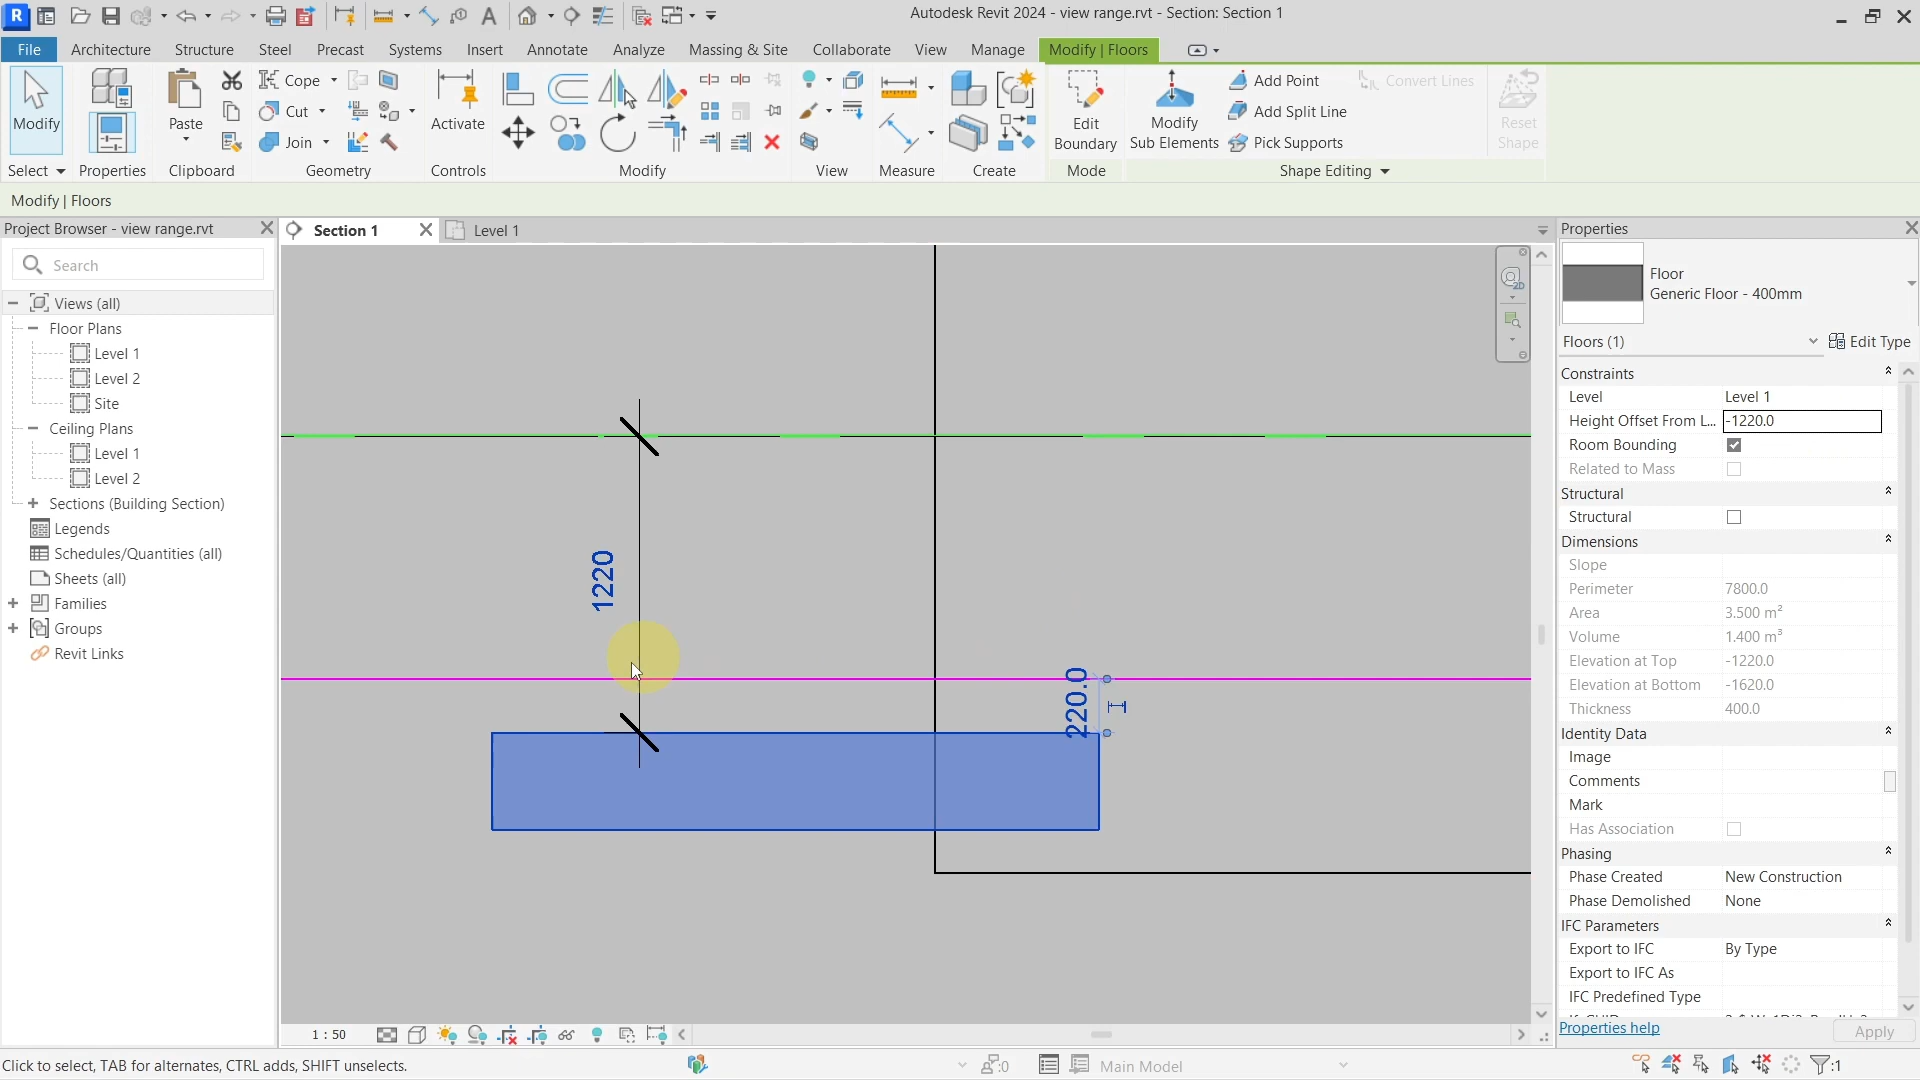 Autodesk Revit 2024 - view range.rvt - Section: Section 1
File Architecture Structure Steel Precast Systems Insert Annotate Analyze Massing & Site Collaborate View Manage Modify | Floors
Modify
Select
Properties
Paste
Clipboard
Cope
Cut
Join
Geometry
Activate
Controls
Modify
View
Measure
Create
Edit
Boundary
Mode
Modify
Sub Elements
Add Point
Add Split Line
Pick Supports
Convert Lines
Reset
Shape
Shape Editing
Modify | Floors
Project Browser - view range.rvt
Search
Views (all)
Floor Plans
Level 1
Level 2
Site
Ceiling Plans
Level 1
Level 2
Sections (Building Section)
Legends
Schedules/Quantities (all)
Sheets (all)
Families
Groups
Revit Links
Section 1
Level 1
2D
1220
220.0
1 : 50
Properties
Floor
Generic Floor - 400mm
Floors (1)
Edit Type
Constraints
Level Level 1
Height Offset From L... -1220.0
Room Bounding
Related to Mass
Structural
Structural
Dimensions
Slope
Perimeter 7800.0
Area 3.500 m²
Volume 1.400 m³
Elevation at Top -1220.0
Elevation at Bottom -1620.0
Thickness 400.0
Identity Data
Image
Comments
Mark
Has Association
Phasing
Phase Created New Construction
Phase Demolished None
IFC Parameters
Export to IFC By Type
Export to IFC As
IFC Predefined Type
Properties help
Apply
Click to select, TAB for alternates, CTRL adds, SHIFT unselects.
:0
Main Model
:1